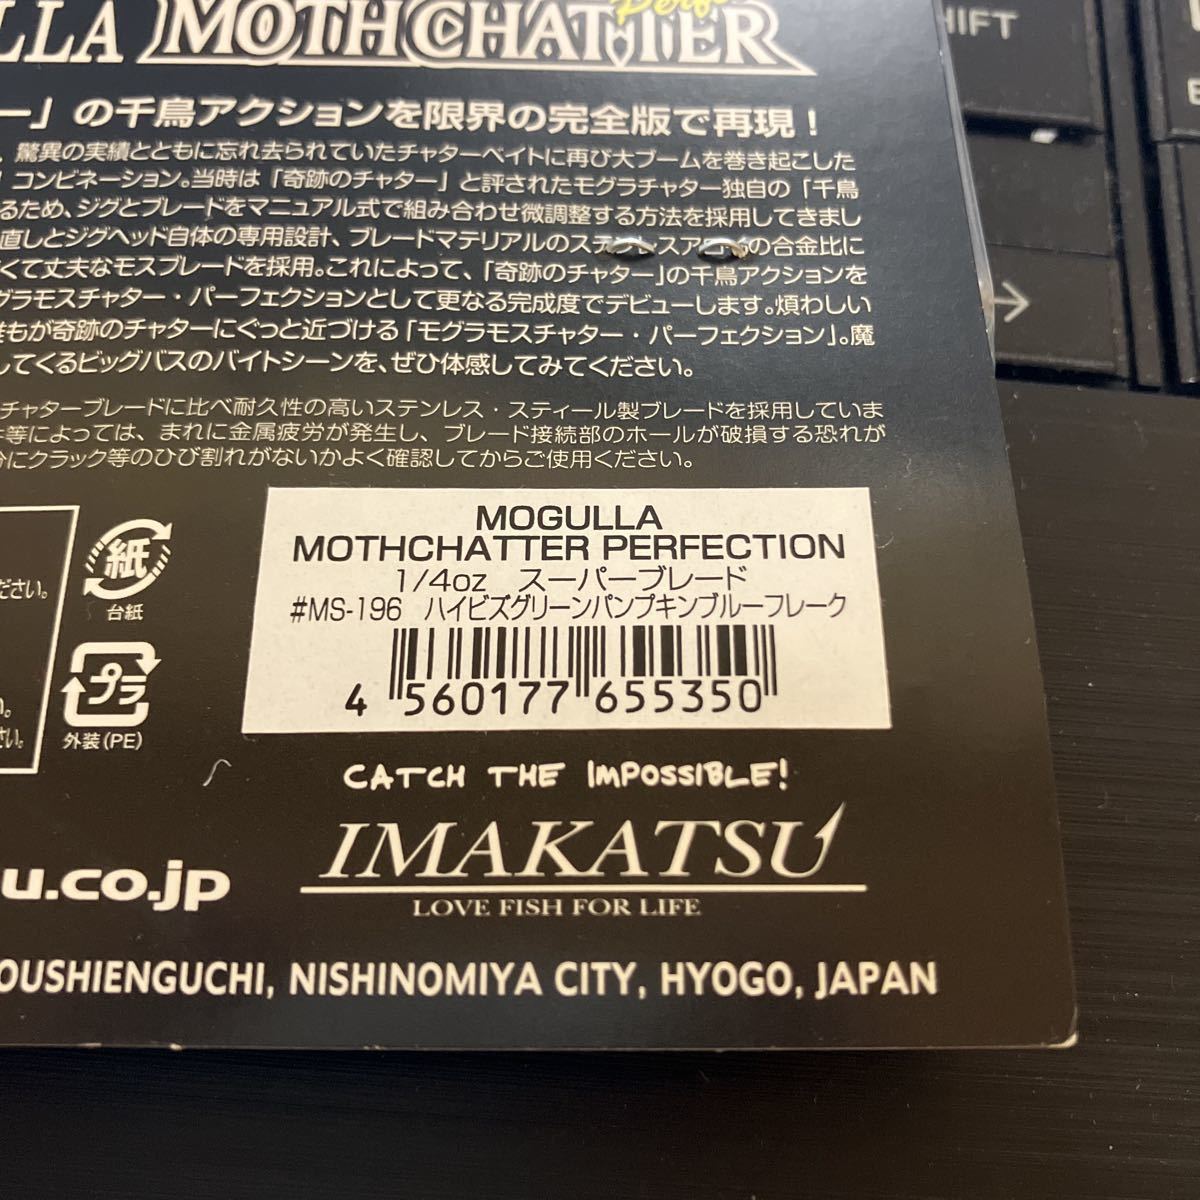 LLA MOTHCHATTER
ー」の千鳥アクションを限界の完全版で再現！
驚異の実績とともに忘れ去られていたチャターベイトに再び大ブームを巻き起こした
コンビネーション。当時は「奇跡のチャター」と評されたモグラチャター独自の「千鳥
るため、ジグとブレードをマニュアル式で組み合わせ微調整する方法を採用してきまし
直しとジグヘッド自体の専用設計、ブレードマテリアルのステ スア の合金比に
くて丈夫なモスブレードを採用。これによって、「奇跡のチャター」の千鳥アクションを
グラモスチャター・パーフェクションとして更なる完成度でデビューします。煩わしい
もが奇跡のチャターにぐっと近づける「モグラモスチャター・パーフェクション」。魔
してくるビッグバスのバイトシーンを、ぜひ体感してみてください。
チャターブレードに比べ耐久性の高いステンレス・スティール製ブレードを採用していま
等によっては、まれに金属疲労が発生し、ブレード接続部のホールが破損する恐れが
分にクラック等のひび割れがないかよく確認してからご使用ください。
ださい。
紙
台紙
プラ
外装(PE)
MOGULLA
MOTHCHATTER PERFECTION
1/4oz スーパーブレード
#MS-196 ハイビズグリーンパンプキンブルーフレーク
4 560177 655350
CATCH THE IMPOSSIBLE!
IMAKATSU
LOVE FISH FOR LIFE
u.co.jp
OUSHIENGUCHI, NISHINOMIYA CITY, HYOGO, JAPAN
HIFT
→